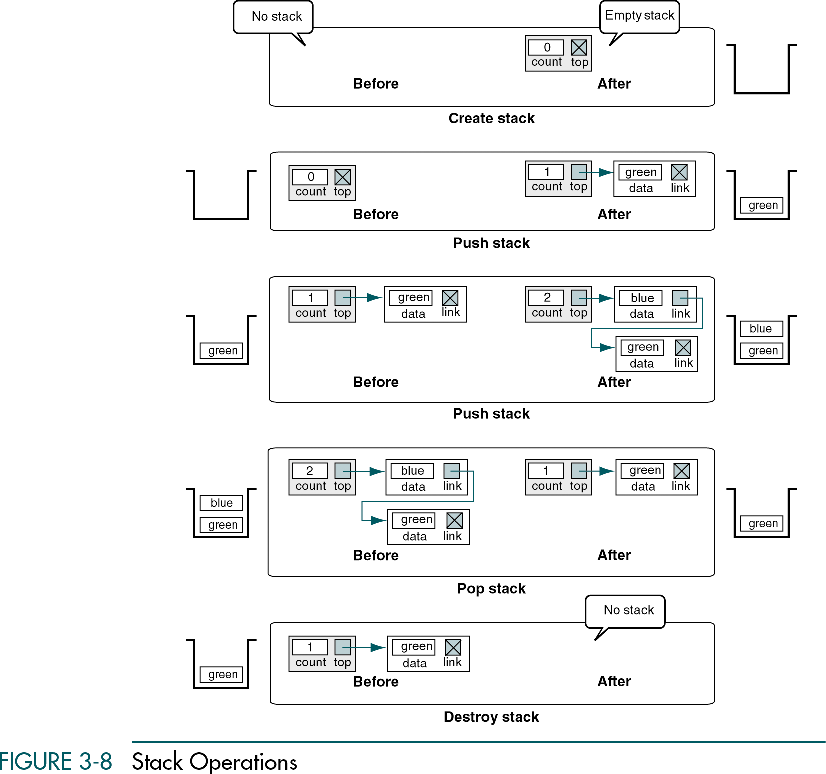 No stack
Empty stack
0
count top
Before
After
Create stack
0
count top
Before
1
count top
green
data link
After
green
Push stack
green
1
count top
green
data link
Before
2
count top
blue
data link
green
data link
After
blue
green
Push stack
blue
green
2
count top
blue
data link
green
data link
Before
1
count top
green
data link
After
green
Pop stack
No stack
green
1
count top
green
data link
Before
After
Destroy stack
FIGURE 3-8 Stack Operations